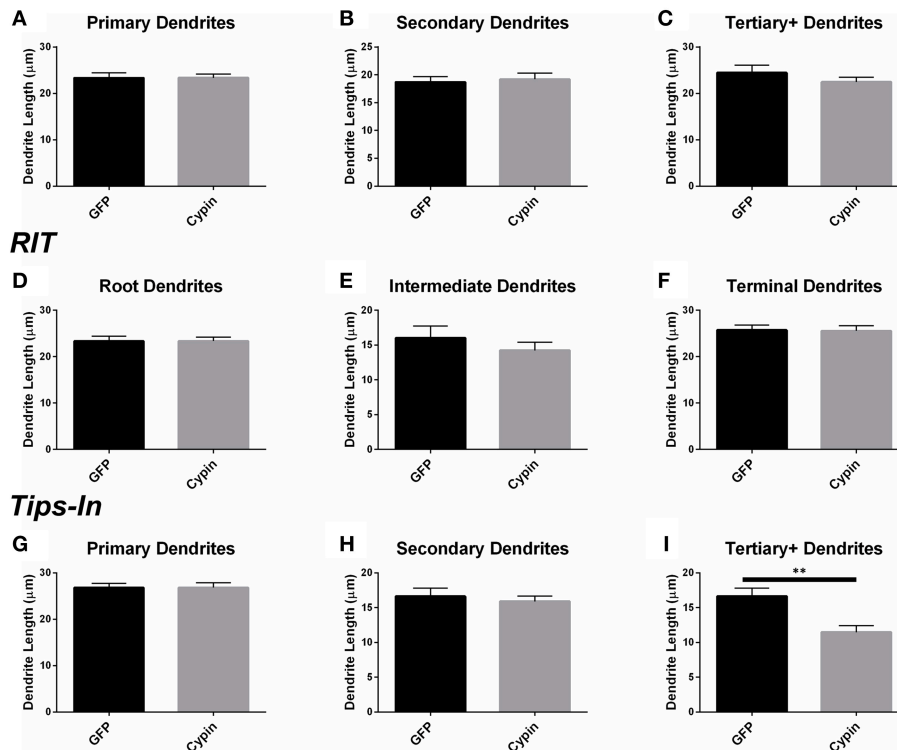 A
Primary Dendrites
Dendrite Length (μm)
30
20
10
0
GFP
Cypin
B
Secondary Dendrites
Dendrite Length (μm)
25
20
15
10
5
0
GFP
Cypin
C
Tertiary+ Dendrites
Dendrite Length (μm)
30
20
10
0
GFP
Cypin
RIT
D
Root Dendrites
Dendrite Length (μm)
30
20
10
0
GFP
Cypin
E
Intermediate Dendrites
Dendrite Length (μm)
20
15
10
5
0
GFP
Cypin
F
Terminal Dendrites
Dendrite Length (μm)
30
20
10
0
GFP
Cypin
Tips-In
G
Primary Dendrites
Dendrite Length (μm)
30
20
10
0
GFP
Cypin
H
Secondary Dendrites
Dendrite Length (μm)
20
15
10
5
0
GFP
Cypin
I
Tertiary+ Dendrites
Dendrite Length (μm)
20
15
10
5
0
**
GFP
Cypin